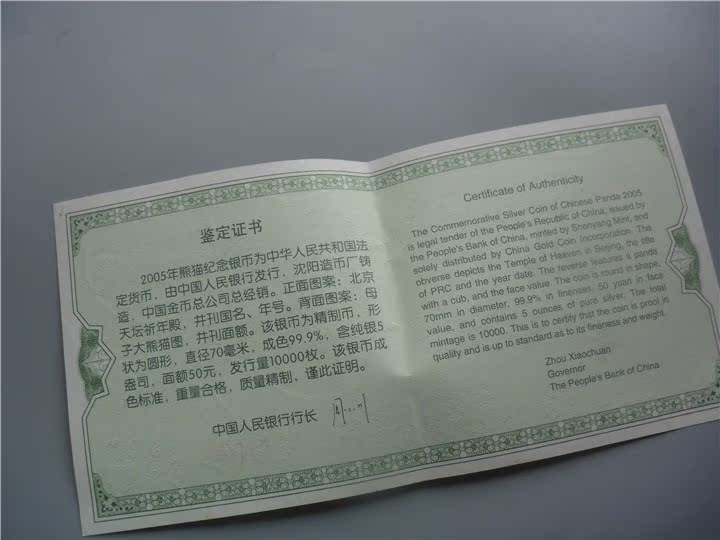 鉴定证书
2005年熊猫纪念银币为中华人民共和国法
定货币，由中国人民银行发行，沈阳造币厂铸
造，中国金币总公司总经销。正面图案：北京
天坛祈年殿，并刊国名、年号。背面图案：母
子大熊猫图，并刊面额。该银币为精制币，形
状为圆形，直径70毫米，成色99.9%，含纯银5
盎司，面额50元，发行量10000枚。该银币成
色标准，重量合格，质量精制，谨此证明。
中国人民银行行长
Certificate of Authenticity
The Commemorative Silver Coin of Chinese Panda 2005
is legal tender of the People's Republic of China, issued by
the People's Bank of China, minted by Shenyang Mint, and
solely distributed by China Gold Coin Incorporation. The
obverse depicts the Temple of Heaven in Beijing, the title
of PRC and the year date. The reverse features a panda
with a cub, and the face value. The coin is round in shape,
70mm in diameter, 99.9% in fineness, 50 yuan in face
value, and contains 5 ounces of pure silver. The total
mintage is 10000. This is to certify that the coin is proof in
quality and is up to standard as to its fineness and weight.
Zhou Xiaochuan
Governor
The People's Bank of China